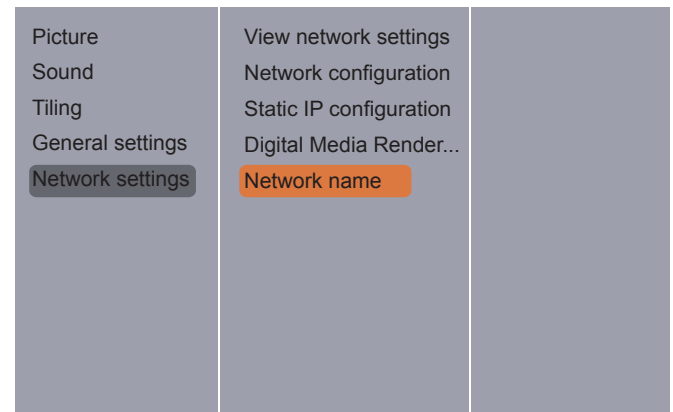 Picture
Sound
Tiling
General settings
Network settings
View network settings
Network configuration
Static IP configuration
Digital Media Render...
Network name